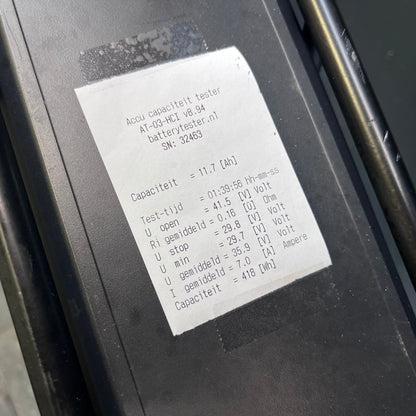 Accu capaciteit tester
AT-03-HCI v8.94
batterytester.nl
SN: 32463
Capaciteit = 11.7 [Ah]
Test-tijd = 01:39:56 Hh-mm-ss
U open = 41.5 [V] Volt
Ri gemiddeld = 0.16 [Ω] Ohm
U stop = 29.8 [V] Volt
U min = 29.7 [V] Volt
U gemiddeld = 35.9 [V] Volt
I gemiddeld = 7.0 [A] Ampere
Capaciteit = 418 [Wh]